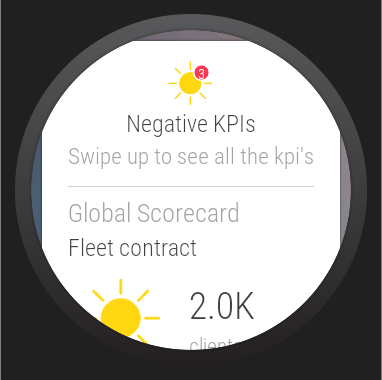 3
Negative KPIs
Swipe up to see all the kpi's
Global Scorecard
Fleet contract
2.0K